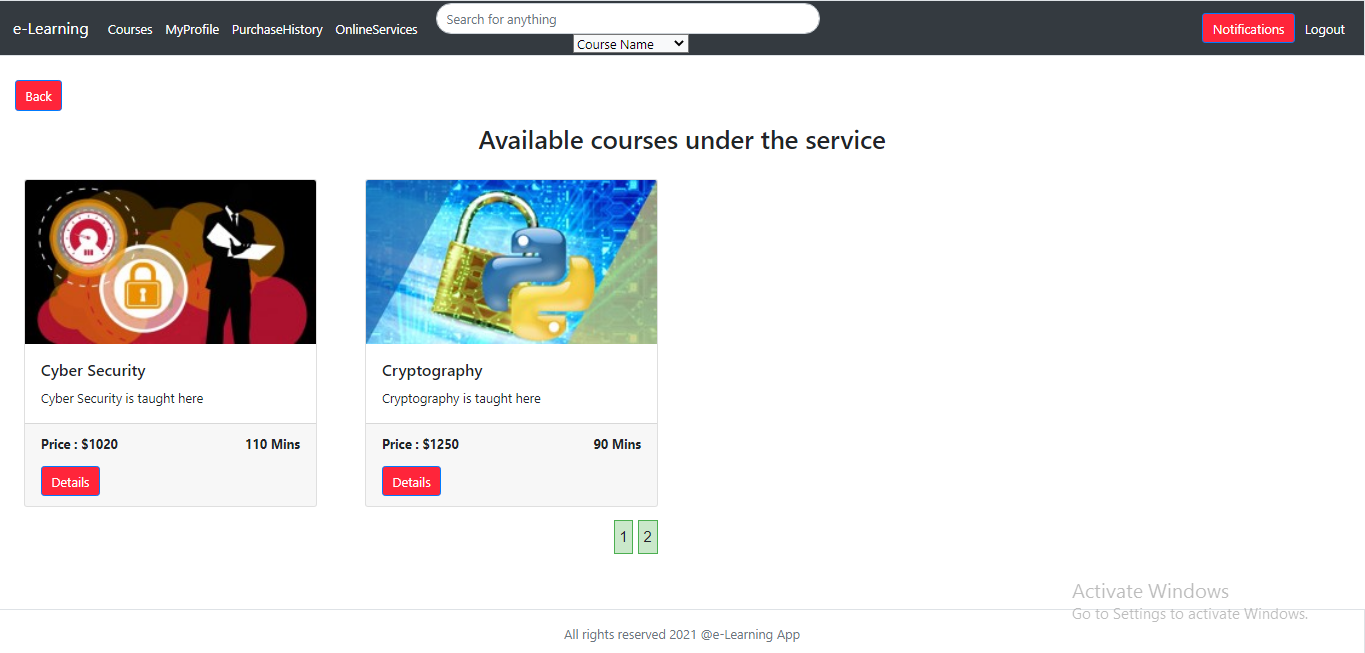 e-Learning Courses MyProfile PurchaseHistory OnlineServices Search for anything Notifications Logout
Course Name
Back
Available courses under the service
Cyber Security
Cyber Security is taught here
Price : $1020 110 Mins
Details
Cryptography
Cryptography is taught here
Price : $1250 90 Mins
Details
1 2
Activate Windows
Go to Settings to activate Windows.
All rights reserved 2021 @e-Learning App